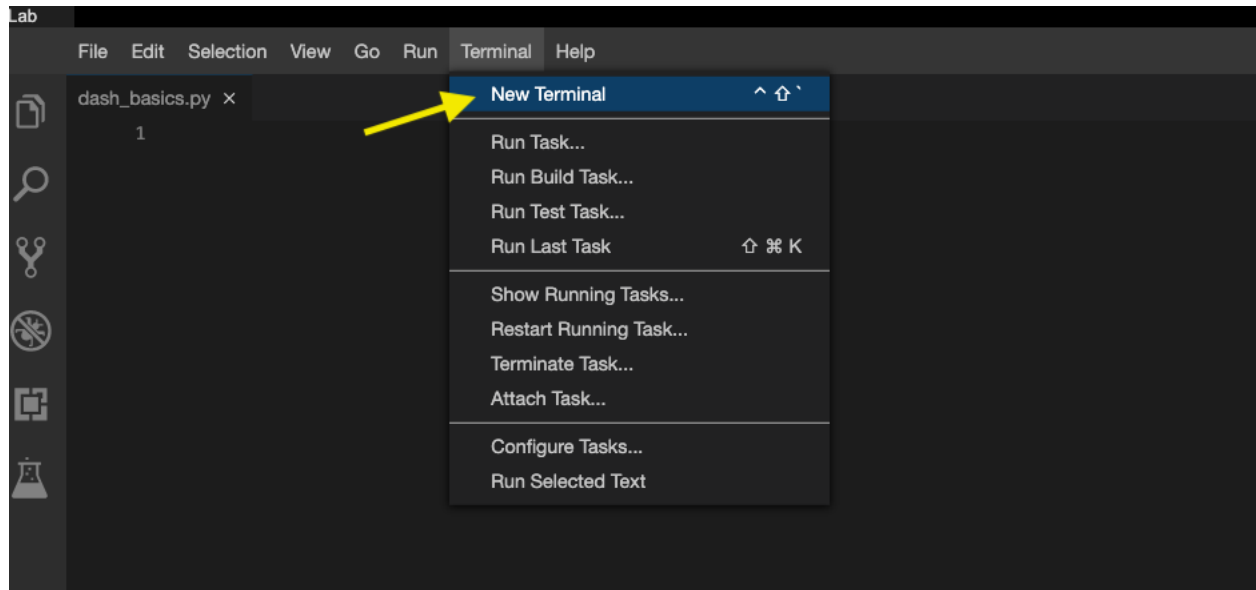 Lab
File Edit Selection View Go Run Terminal Help
dash_basics.py ×
1
New Terminal ^ ⇧ `
Run Task...
Run Build Task...
Run Test Task...
Run Last Task ⇧ ⌘ K
Show Running Tasks...
Restart Running Task...
Terminate Task...
Attach Task...
Configure Tasks...
Run Selected Text